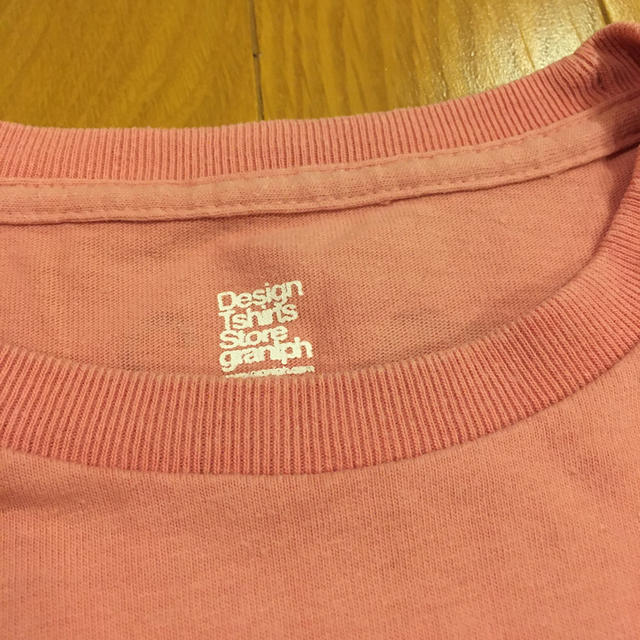 Design
Tshirts
Store
graniph